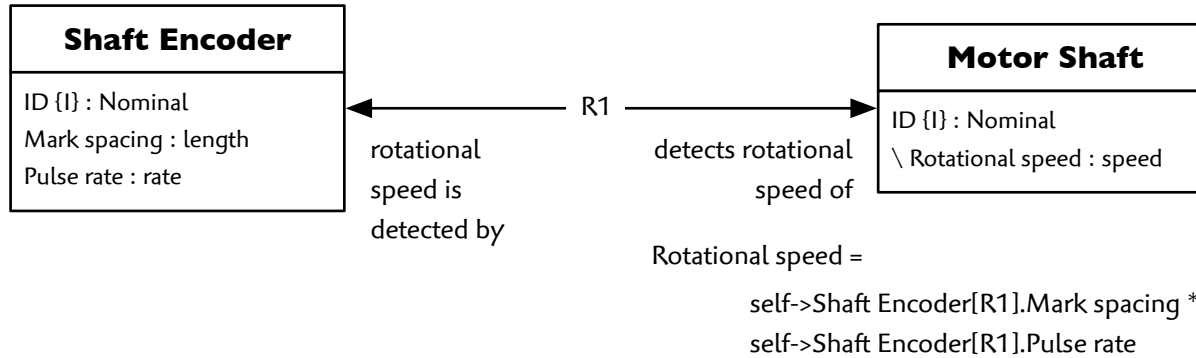 Shaft Encoder
ID {I} : Nominal
Mark spacing : length
Pulse rate : rate
R1
rotational
speed is
detected by
detects rotational
speed of
Motor Shaft
ID {I} : Nominal
\ Rotational speed : speed
Rotational speed =
self->Shaft Encoder[R1].Mark spacing *
self->Shaft Encoder[R1].Pulse rate